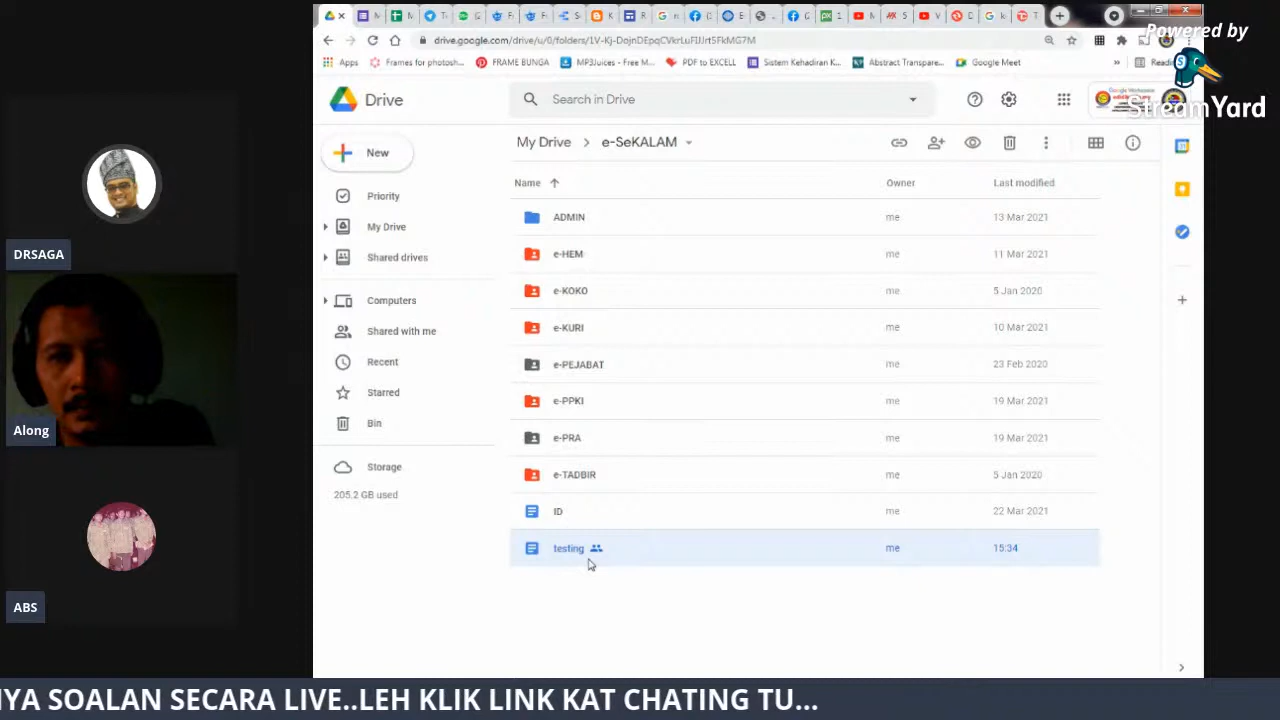 drive.google.com/drive/u/0/folders/
Apps
Frames for photosh...
FRAME BUNGA
MP3Juices - Free M...
PDF to EXCELL
Sistem Kehadiran K...
Abstract Transpare...
Google Meet
»
Powered by
StreamYard
Drive
Search in Drive
New
My Drive > e-SeKALAM
Name
Owner
Last modified
Priority
My Drive
Shared drives
Computers
Shared with me
Recent
Starred
Bin
Storage
205.2 GB used
ADMIN me 13 Mar 2021
e-HEM me 11 Mar 2021
e-KOKO me 5 Jan 2020
e-KURI me 10 Mar 2021
e-PEJABAT me 23 Feb 2020
e-PPKI me 19 Mar 2021
e-PRA me 19 Mar 2021
e-TADBIR me 5 Jan 2020
ID me 22 Mar 2021
testing me 15:34
DRSAGA
Along
ABS
IYA SOALAN SECARA LIVE..LEH KLIK LINK KAT CHATING TU...